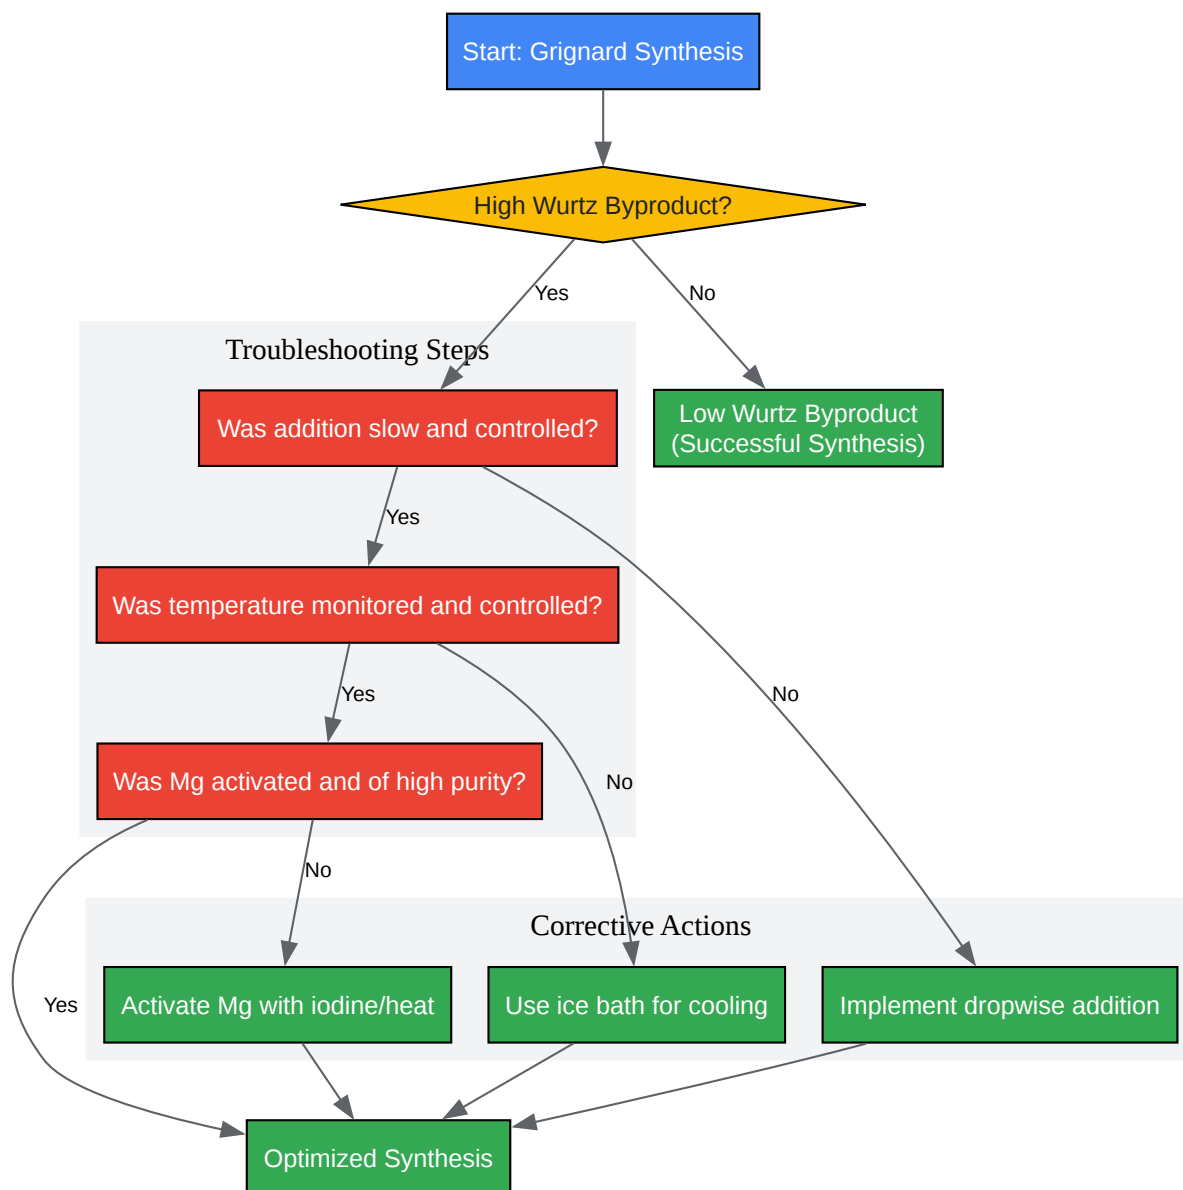 Start: Grignard Synthesis
High Wurtz Byproduct?
Yes
No
Troubleshooting Steps
Was addition slow and controlled?
Low Wurtz Byproduct
(Successful Synthesis)
Yes
Was temperature monitored and controlled?
Yes
No
Was Mg activated and of high purity?
No
No
Corrective Actions
Activate Mg with iodine/heat
Use ice bath for cooling
Implement dropwise addition
Yes
Optimized Synthesis